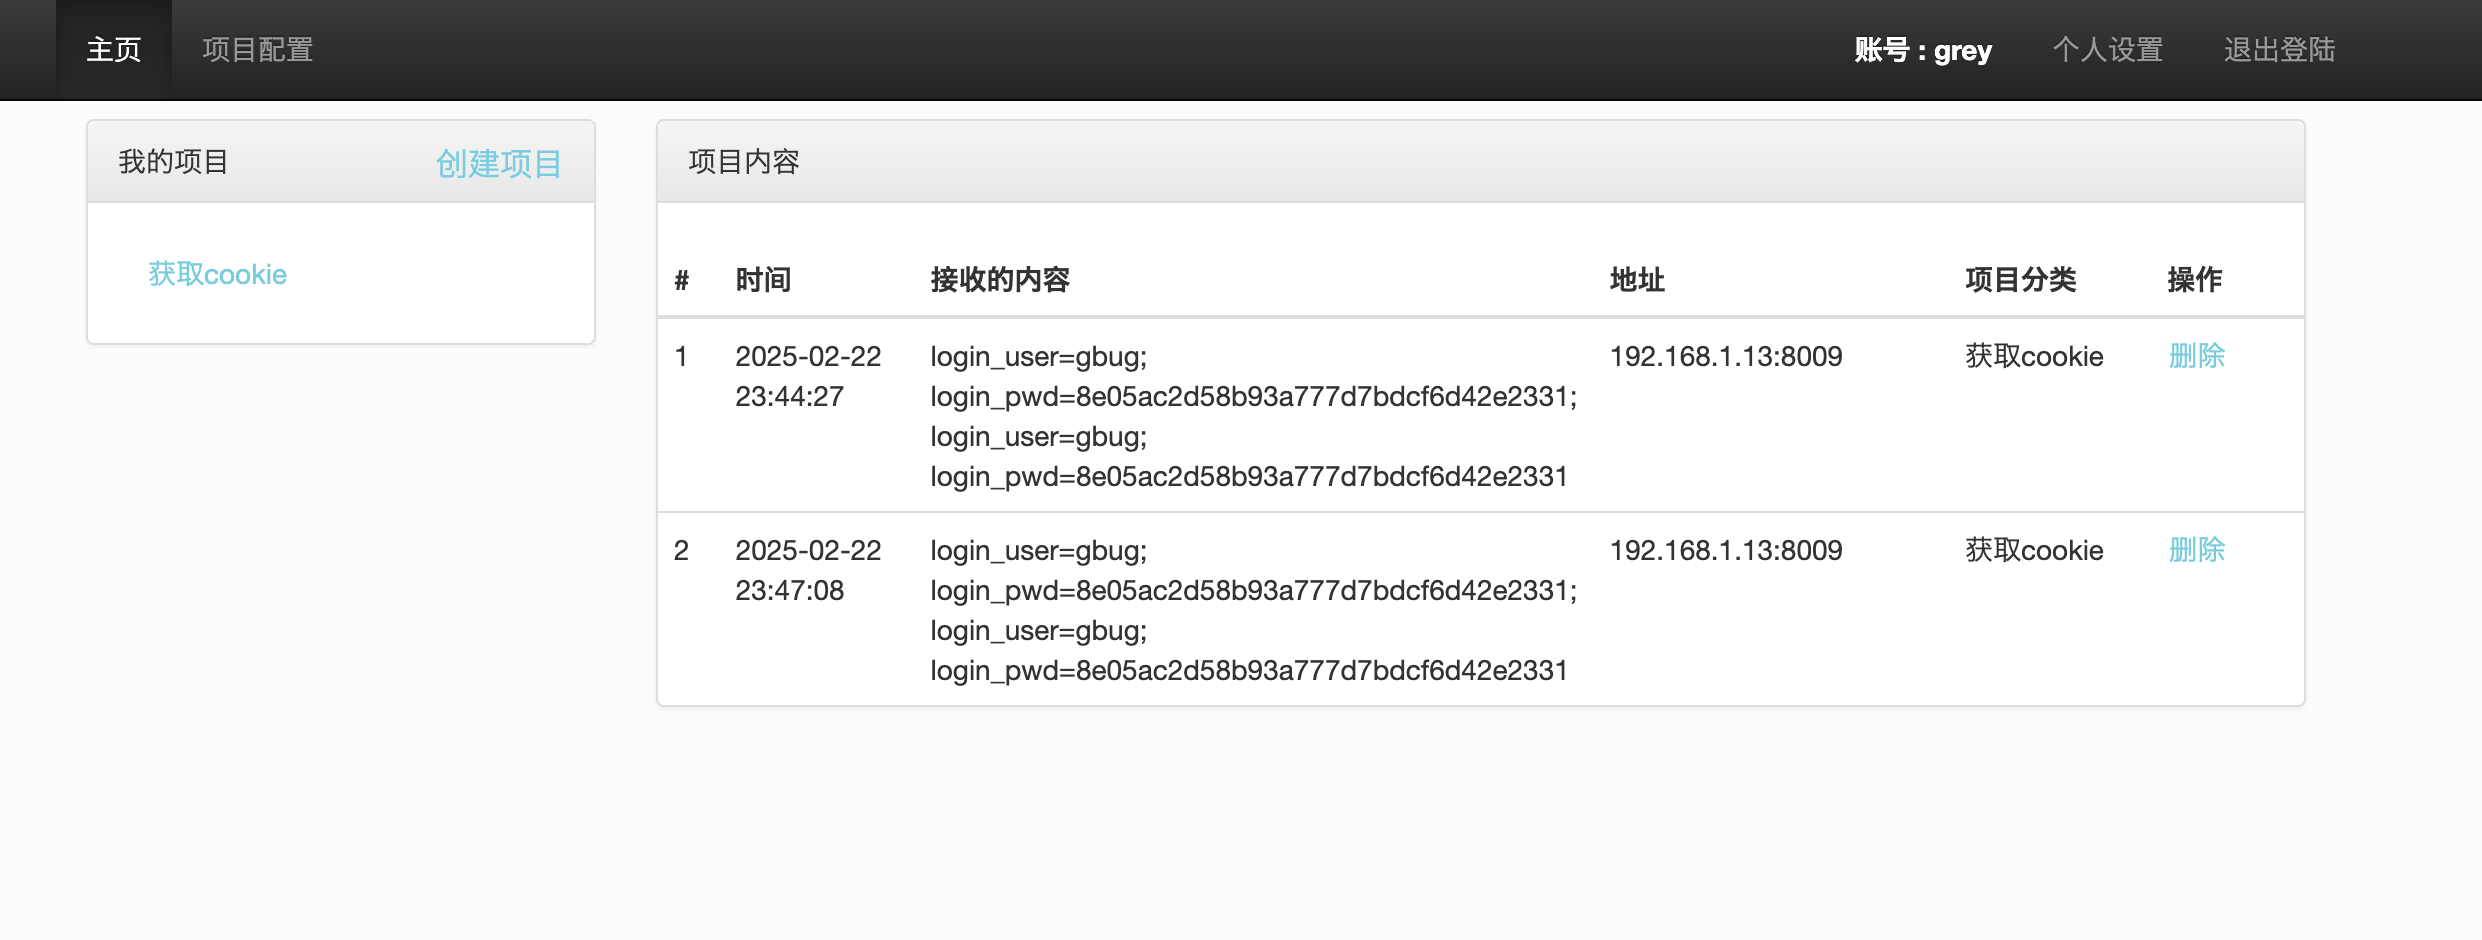 主页 项目配置 账号 : grey 个人设置 退出登陆
我的项目 创建项目
获取cookie
项目内容
# 时间 接收的内容 地址 项目分类 操作
1 2025-02-22 login_user=gbug; 192.168.1.13:8009 获取cookie 删除
23:44:27 login_pwd=8e05ac2d58b93a777d7bdcf6d42e2331;
login_user=gbug;
login_pwd=8e05ac2d58b93a777d7bdcf6d42e2331
2 2025-02-22 login_user=gbug; 192.168.1.13:8009 获取cookie 删除
23:47:08 login_pwd=8e05ac2d58b93a777d7bdcf6d42e2331;
login_user=gbug;
login_pwd=8e05ac2d58b93a777d7bdcf6d42e2331